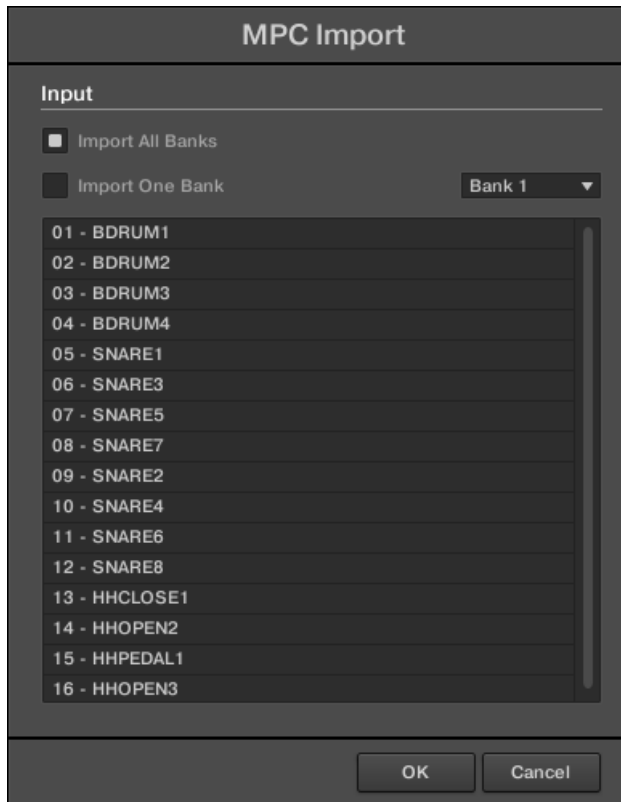 MPC Import
Input
Import All Banks
Import One Bank
Bank 1
01 - BDRUM1
02 - BDRUM2
03 - BDRUM3
04 - BDRUM4
05 - SNARE1
06 - SNARE3
07 - SNARE5
08 - SNARE7
09 - SNARE2
10 - SNARE4
11 - SNARE6
12 - SNARE8
13 - HHCLOSE1
14 - HHOPEN2
15 - HHPEDAL1
16 - HHOPEN3
OK
Cancel